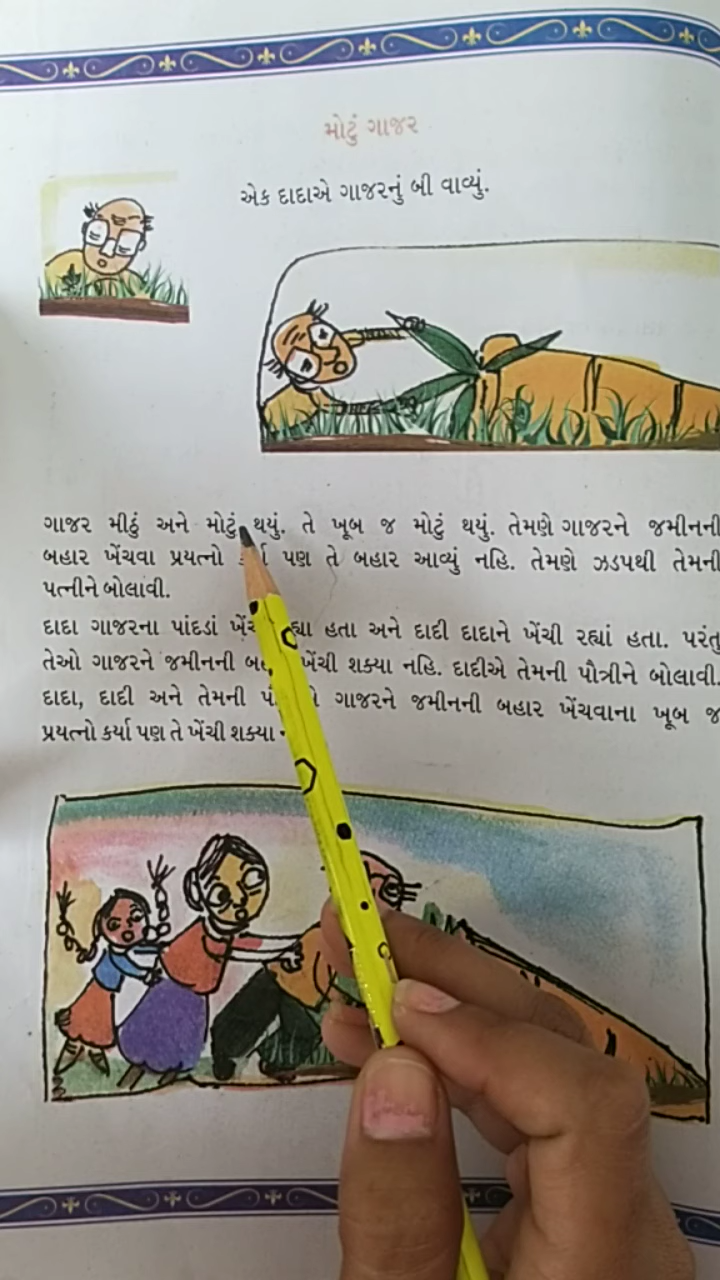 મોટું ગાજર
એક દાદાએ ગાજરનું બી વાવ્યું.
ગાજર મીઠું અને મોટું થયું. તે ખૂબ જ મોટું થયું. તેમણે ગાજરને જમીનની
બહાર ખેંચવા પ્રયત્નો પણ તે બહાર આવ્યું નહિ. તેમણે ઝડપથી તેમની
પત્નીને બોલાવી.
દાદા ગાજરના પાંદડાં હતા અને દાદી દાદાને ખેંચી રહ્યાં હતા. પરંતુ
તેઓ ગાજરને જમીનની ખેંચી શક્યા નહિ. દાદીએ તેમની પૌત્રીને બોલાવી.
દાદા, દાદી અને તેમની ગાજરને જમીનની બહાર ખેંચવાના ખૂબ જ
પ્રયત્નો કર્યા પણ તે ખેંચી શક્યા